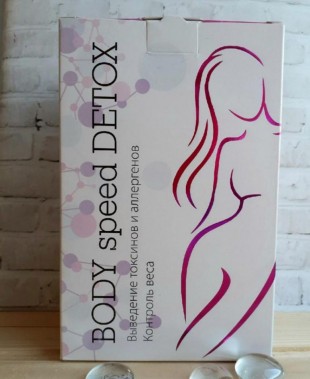 BODY speed DETOX
Выведение токсинов и аллергенов
Контроль веса